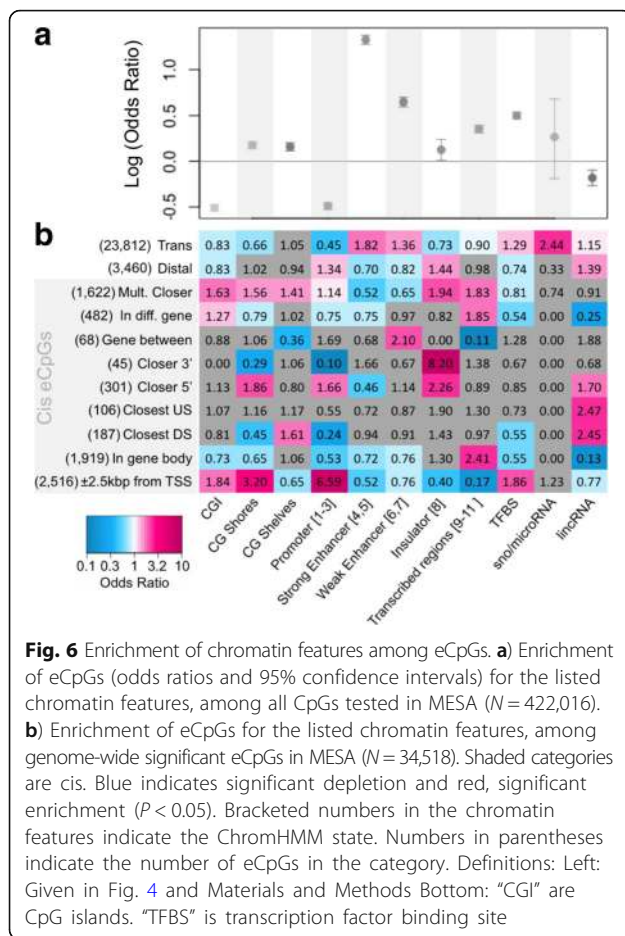 a
Log (Odds Ratio)
1.0
0.5
0.0
-0.5
b
Cis eCpGs
(23,812) Trans 0.83 0.66 1.05 0.45 1.82 1.36 0.73 0.90 1.29 2.44 1.15
(3,460) Distal 0.83 1.02 0.94 1.34 0.70 0.82 1.44 0.98 0.74 0.33 1.39
(1,622) Mult. Closer 1.63 1.56 1.41 1.14 0.52 0.65 1.94 1.83 0.81 0.74 0.91
(482) In diff. gene 1.27 0.79 1.02 0.75 0.75 0.97 0.82 1.85 0.54 0.00 0.25
(68) Gene between 0.88 1.06 0.36 1.69 0.68 2.10 0.00 0.11 1.28 0.00 1.88
(45) Closer 3' 0.00 0.29 1.06 0.10 1.66 0.67 8.20 1.38 0.67 0.00 0.68
(301) Closer 5' 1.13 1.86 0.80 1.66 0.46 1.14 2.26 0.89 0.85 0.00 1.70
(106) Closest US 1.07 1.16 1.17 0.55 0.72 0.87 1.90 1.30 0.73 0.00 2.47
(187) Closest DS 0.81 0.45 1.61 0.24 0.94 0.91 1.43 0.97 0.55 0.00 2.45
(1,919) In gene body 0.73 0.65 1.06 0.53 0.72 0.76 1.30 2.41 0.55 0.00 0.13
(2,516) ±2.5kbp from TSS 1.84 3.20 0.65 6.59 0.52 0.76 0.40 0.17 1.86 1.23 0.77
CGI
CG Shores
CG Shelves
Promoter [1-3]
Strong Enhancer [4,5]
Weak Enhancer [6,7]
Insulator [8]
Transcribed regions [9-11 ]
TFBS
sno/microRNA
lincRNA
0.1 0.3 1 3.2 10
Odds Ratio
Fig. 6 Enrichment of chromatin features among eCpGs. a) Enrichment
of eCpGs (odds ratios and 95% confidence intervals) for the listed
chromatin features, among all CpGs tested in MESA (N = 422,016).
b) Enrichment of eCpGs for the listed chromatin features, among
genome-wide significant eCpGs in MESA (N = 34,518). Shaded categories
are cis. Blue indicates significant depletion and red, significant
enrichment (P < 0.05). Bracketed numbers in the chromatin
features indicate the ChromHMM state. Numbers in parentheses
indicate the number of eCpGs in the category. Definitions: Left:
Given in Fig. 4 and Materials and Methods Bottom: “CGI” are
CpG islands. “TFBS” is transcription factor binding site